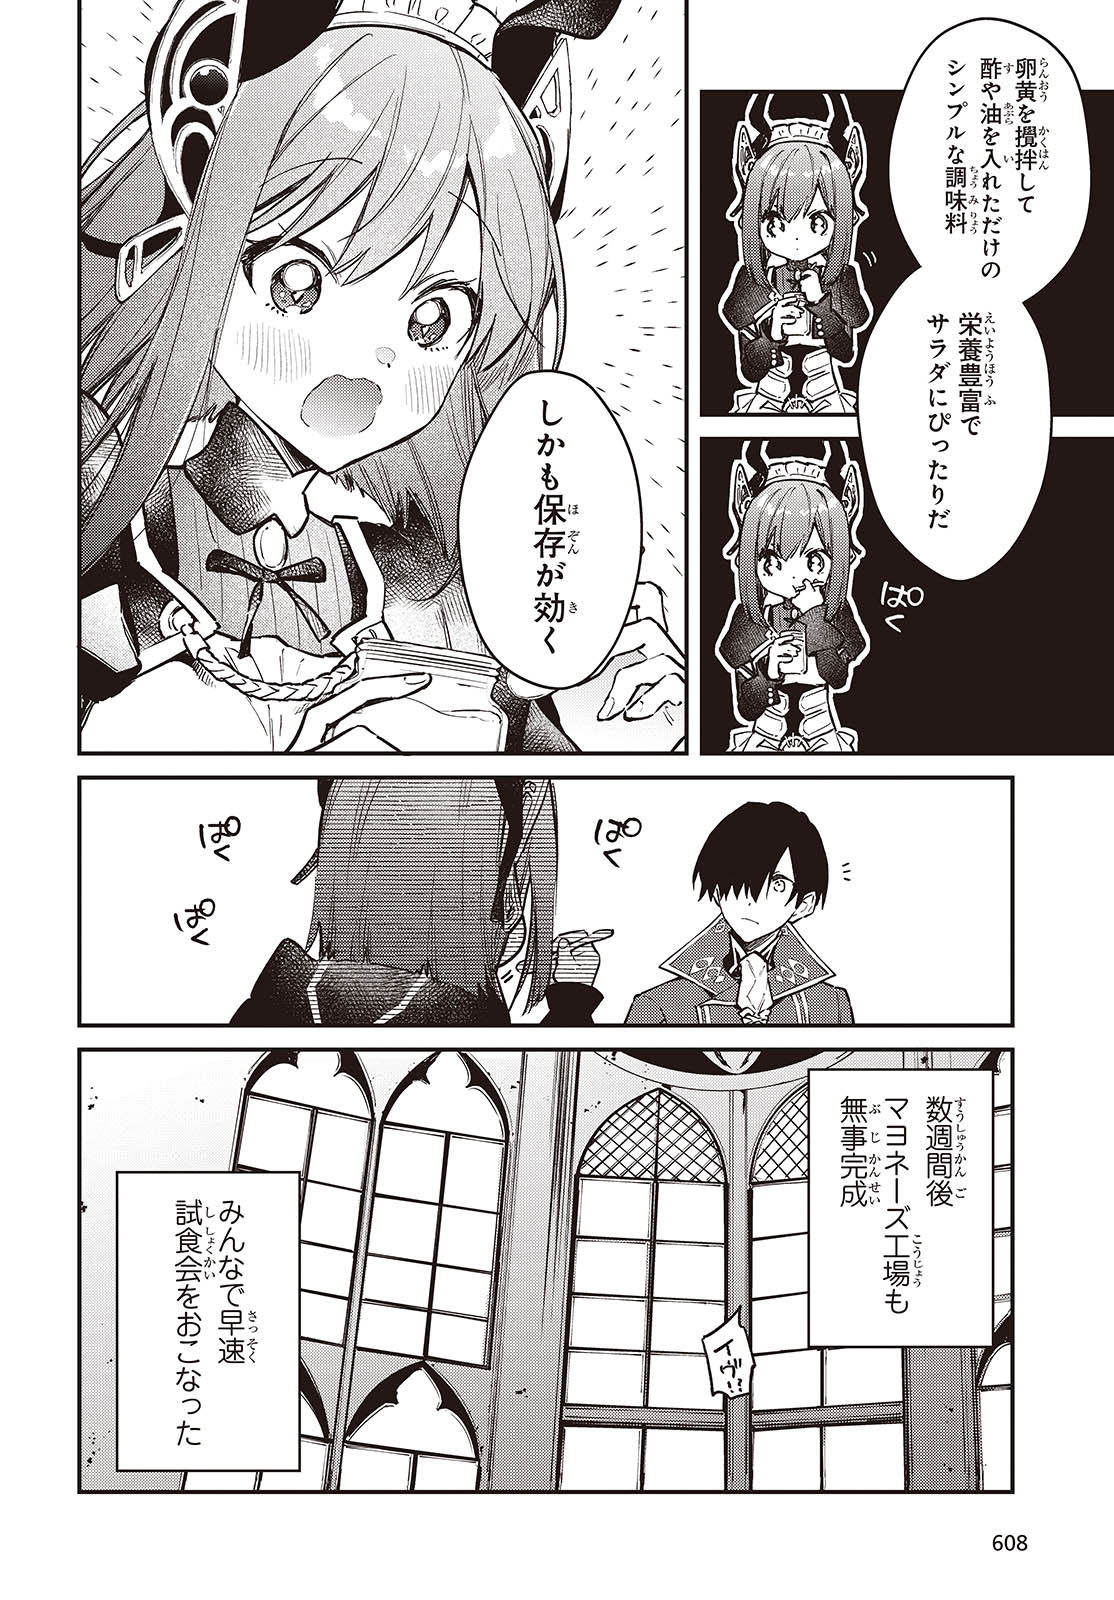 卵黄を攪拌して
酢や油を入れただけの
シンプルな調味料
栄養豊富で
サラダにぴったりだ
ぱく
しかも保存が効く
ぱく
ぱく
ぱく
数週間後
マヨネーズ工場も
無事完成
イヴ!?
みんなで早速
試食会をおこなった
608